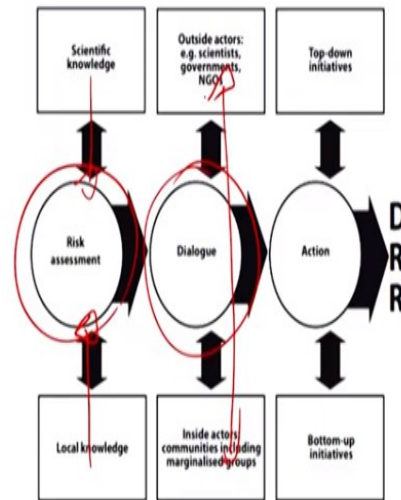 Scientific
knowledge
Outside actors:
e.g. scientists,
governments,
NGOs
Top-down
initiatives
Risk
assessment
Dialogue
Action
D
R
R
Local knowledge
Inside actors:
communities including
marginalised groups
Bottom-up
initiatives